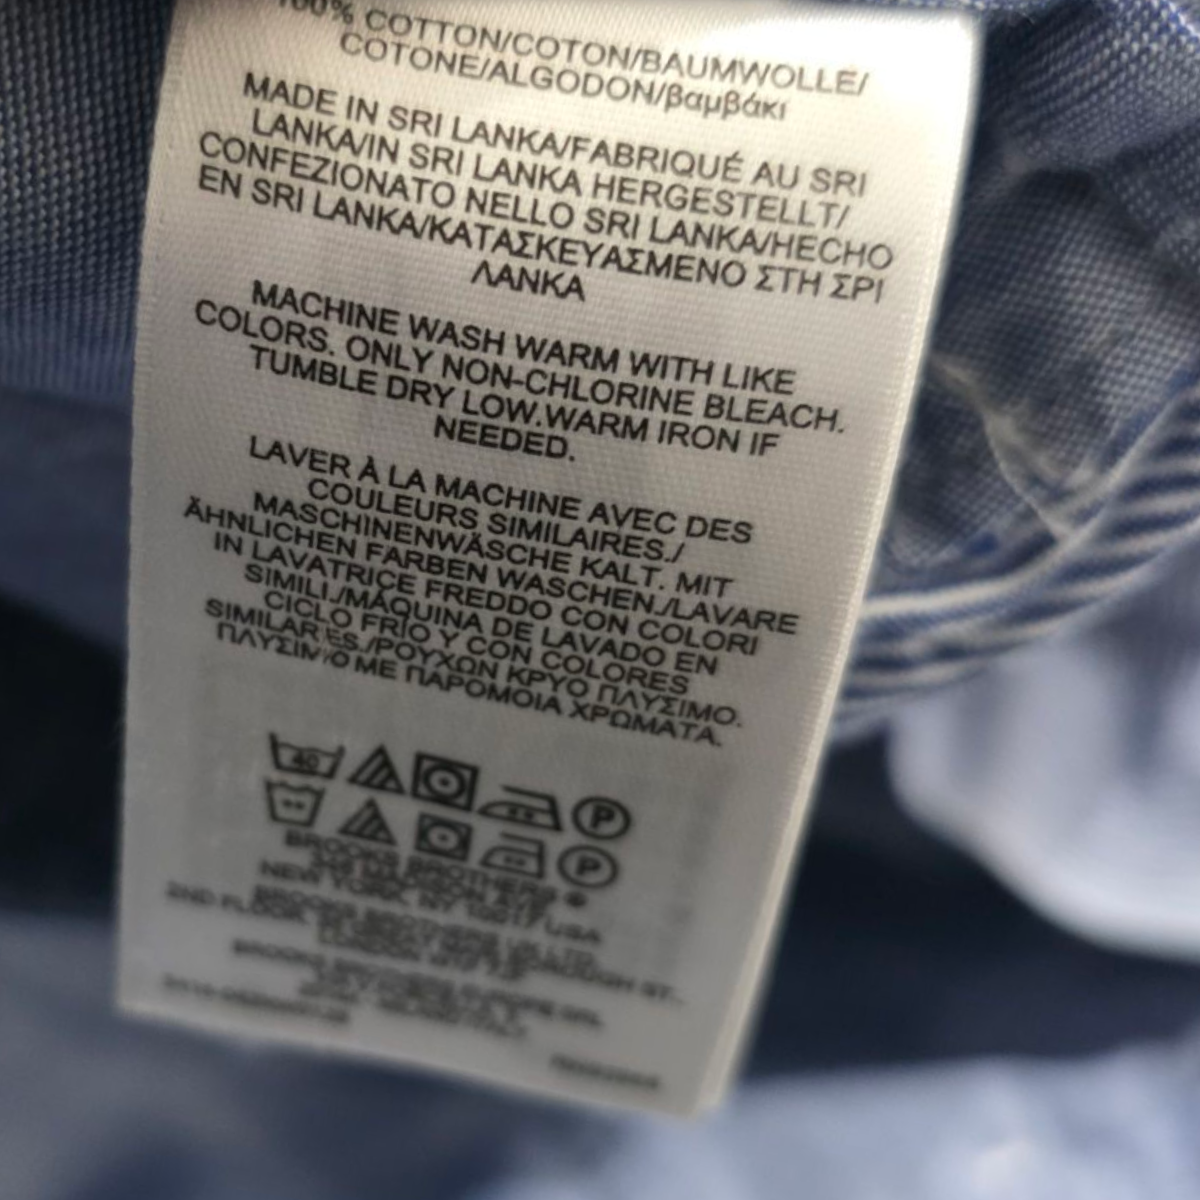 100% COTTON/COTON/BAUMWOLLE/
COTONE/ALGODON/βαμβάκι
MADE IN SRI LANKA/FABRIQUÉ AU SRI
LANKA/IN SRI LANKA HERGESTELLT/
CONFEZIONATO NELLO SRI LANKA/HECHO
EN SRI LANKA/ΚΑΤΑΣΚΕΥΑΣΜΕΝΟ ΣΤΗ ΣΡΙ
ΛΑΝΚΑ
MACHINE WASH WARM WITH LIKE
COLORS. ONLY NON-CHLORINE BLEACH.
TUMBLE DRY LOW.WARM IRON IF
NEEDED.
LAVER À LA MACHINE AVEC DES
COULEURS SIMILAIRES./
MASCHINENWÄSCHE KALT. MIT
ÄHNLICHEN FARBEN WASCHEN./LAVARE
IN LAVATRICE FREDDO CON COLORI
SIMILI./MÁQUINA DE LAVADO EN
CICLO FRÍO Y CON COLORES
SIMILARES./ΡΟΥΧΩΝ ΚΡΥΟ ΠΛΥΣΙΜΟ.
ΠΛΥΣΙΜΟ ΜΕ ΠΑΡΟΜΟΙΑ ΧΡΩΜΑΤΑ.
40 P
P
BROOKS BROTHERS ®
NEW YORK, NY 10017 USA
2ND FLOOR,